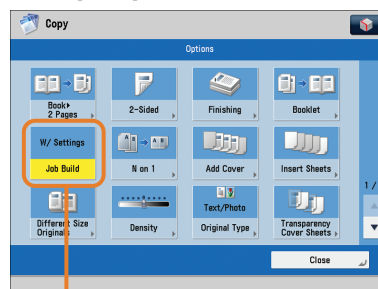 Copy
Options
Book▶
2 Pages
2-Sided
Finishing
Booklet
W/ Settings
Job Build
N on 1
Add Cover
Insert Sheets
Different Size
Originals
Density
Text/Photo
Original Type
Transparency
Cover Sheets
1/
Close